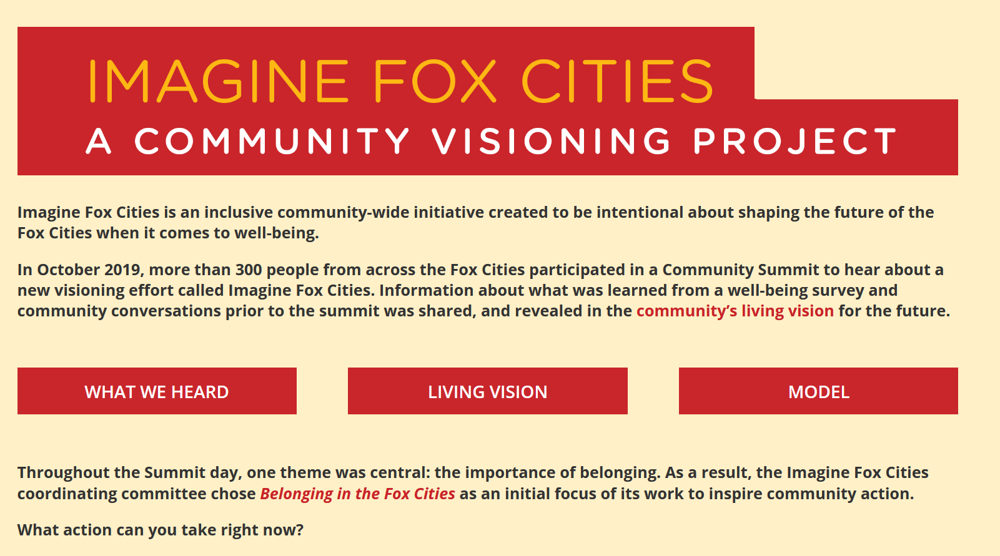 IMAGINE FOX CITIES
A COMMUNITY VISIONING PROJECT
Imagine Fox Cities is an inclusive community-wide initiative created to be intentional about shaping the future of the
Fox Cities when it comes to well-being.
In October 2019, more than 300 people from across the Fox Cities participated in a Community Summit to hear about a
new visioning effort called Imagine Fox Cities. Information about what was learned from a well-being survey and
community conversations prior to the summit was shared, and revealed in the community’s living vision for the future.
WHAT WE HEARD
LIVING VISION
MODEL
Throughout the Summit day, one theme was central: the importance of belonging. As a result, the Imagine Fox Cities
coordinating committee chose Belonging in the Fox Cities as an initial focus of its work to inspire community action.
What action can you take right now?